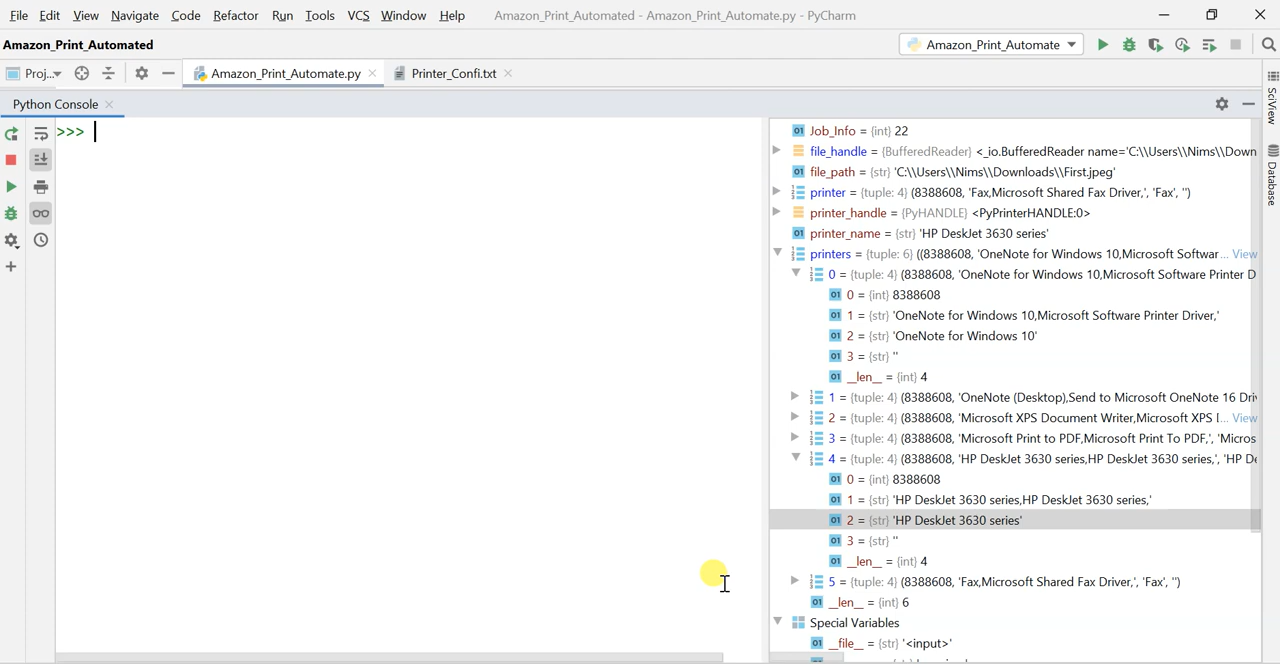 File Edit View Navigate Code Refactor Run Tools VCS Window Help Amazon_Print_Automated - Amazon_Print_Automate.py - PyCharm
Amazon_Print_Automated Amazon_Print_Automate
Proj... Amazon_Print_Automate.py Printer_Confi.txt
Python Console
>>>
Job_Info = {int} 22
file_handle = {BufferedReader} <_io.BufferedReader name='C:\\Users\\Nims\\Down
file_path = {str} 'C:\\Users\\Nims\\Downloads\\First.jpeg'
printer = {tuple: 4} (8388608, 'Fax,Microsoft Shared Fax Driver,', 'Fax', '')
printer_handle = {PyHANDLE} <PyPrinterHANDLE:0>
printer_name = {str} 'HP DeskJet 3630 series'
printers = {tuple: 6} ((8388608, 'OneNote for Windows 10,Microsoft Softwar... View
0 = {tuple: 4} (8388608, 'OneNote for Windows 10,Microsoft Software Printer D
0 = {int} 8388608
1 = {str} 'OneNote for Windows 10,Microsoft Software Printer Driver,'
2 = {str} 'OneNote for Windows 10'
3 = {str} ''
__len__ = {int} 4
1 = {tuple: 4} (8388608, 'OneNote (Desktop),Send to Microsoft OneNote 16 Driv
2 = {tuple: 4} (8388608, 'Microsoft XPS Document Writer,Microsoft XPS I... View
3 = {tuple: 4} (8388608, 'Microsoft Print to PDF,Microsoft Print To PDF,', 'Micros
4 = {tuple: 4} (8388608, 'HP DeskJet 3630 series,HP DeskJet 3630 series,', 'HP De
0 = {int} 8388608
1 = {str} 'HP DeskJet 3630 series,HP DeskJet 3630 series,'
2 = {str} 'HP DeskJet 3630 series'
3 = {str} ''
__len__ = {int} 4
5 = {tuple: 4} (8388608, 'Fax,Microsoft Shared Fax Driver,', 'Fax', '')
__len__ = {int} 6
Special Variables
__file__ = {str} '<input>'
SciView
Database